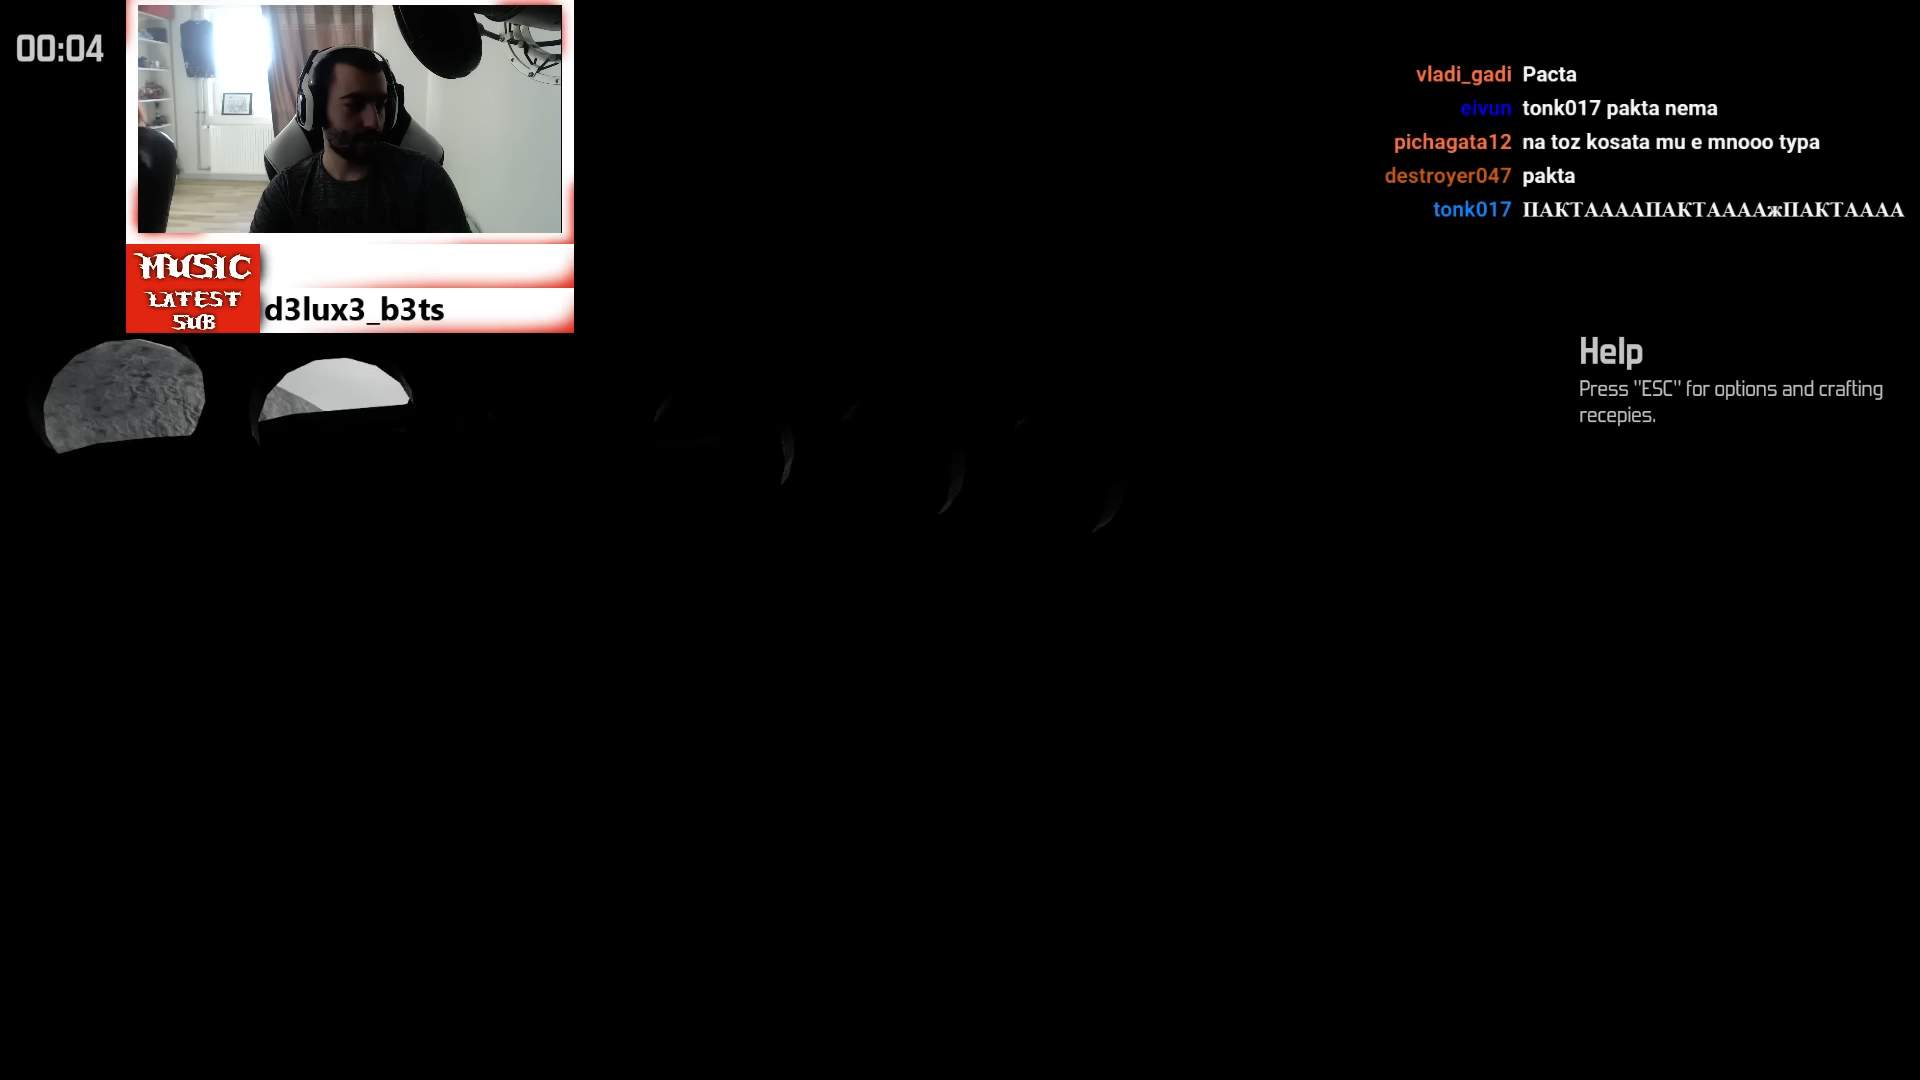 00:04
MUSIC
LATEST
SUB
d3lux3_b3ts
vladi_gadi Pacta
eivun tonk017 pakta nema
pichagata12 na toz kosata mu e mnooo typa
destroyer047 pakta
tonk017 ПАКТААААПАКТААААжПАКТАААА
Help
Press "ESC" for options and crafting
recepies.